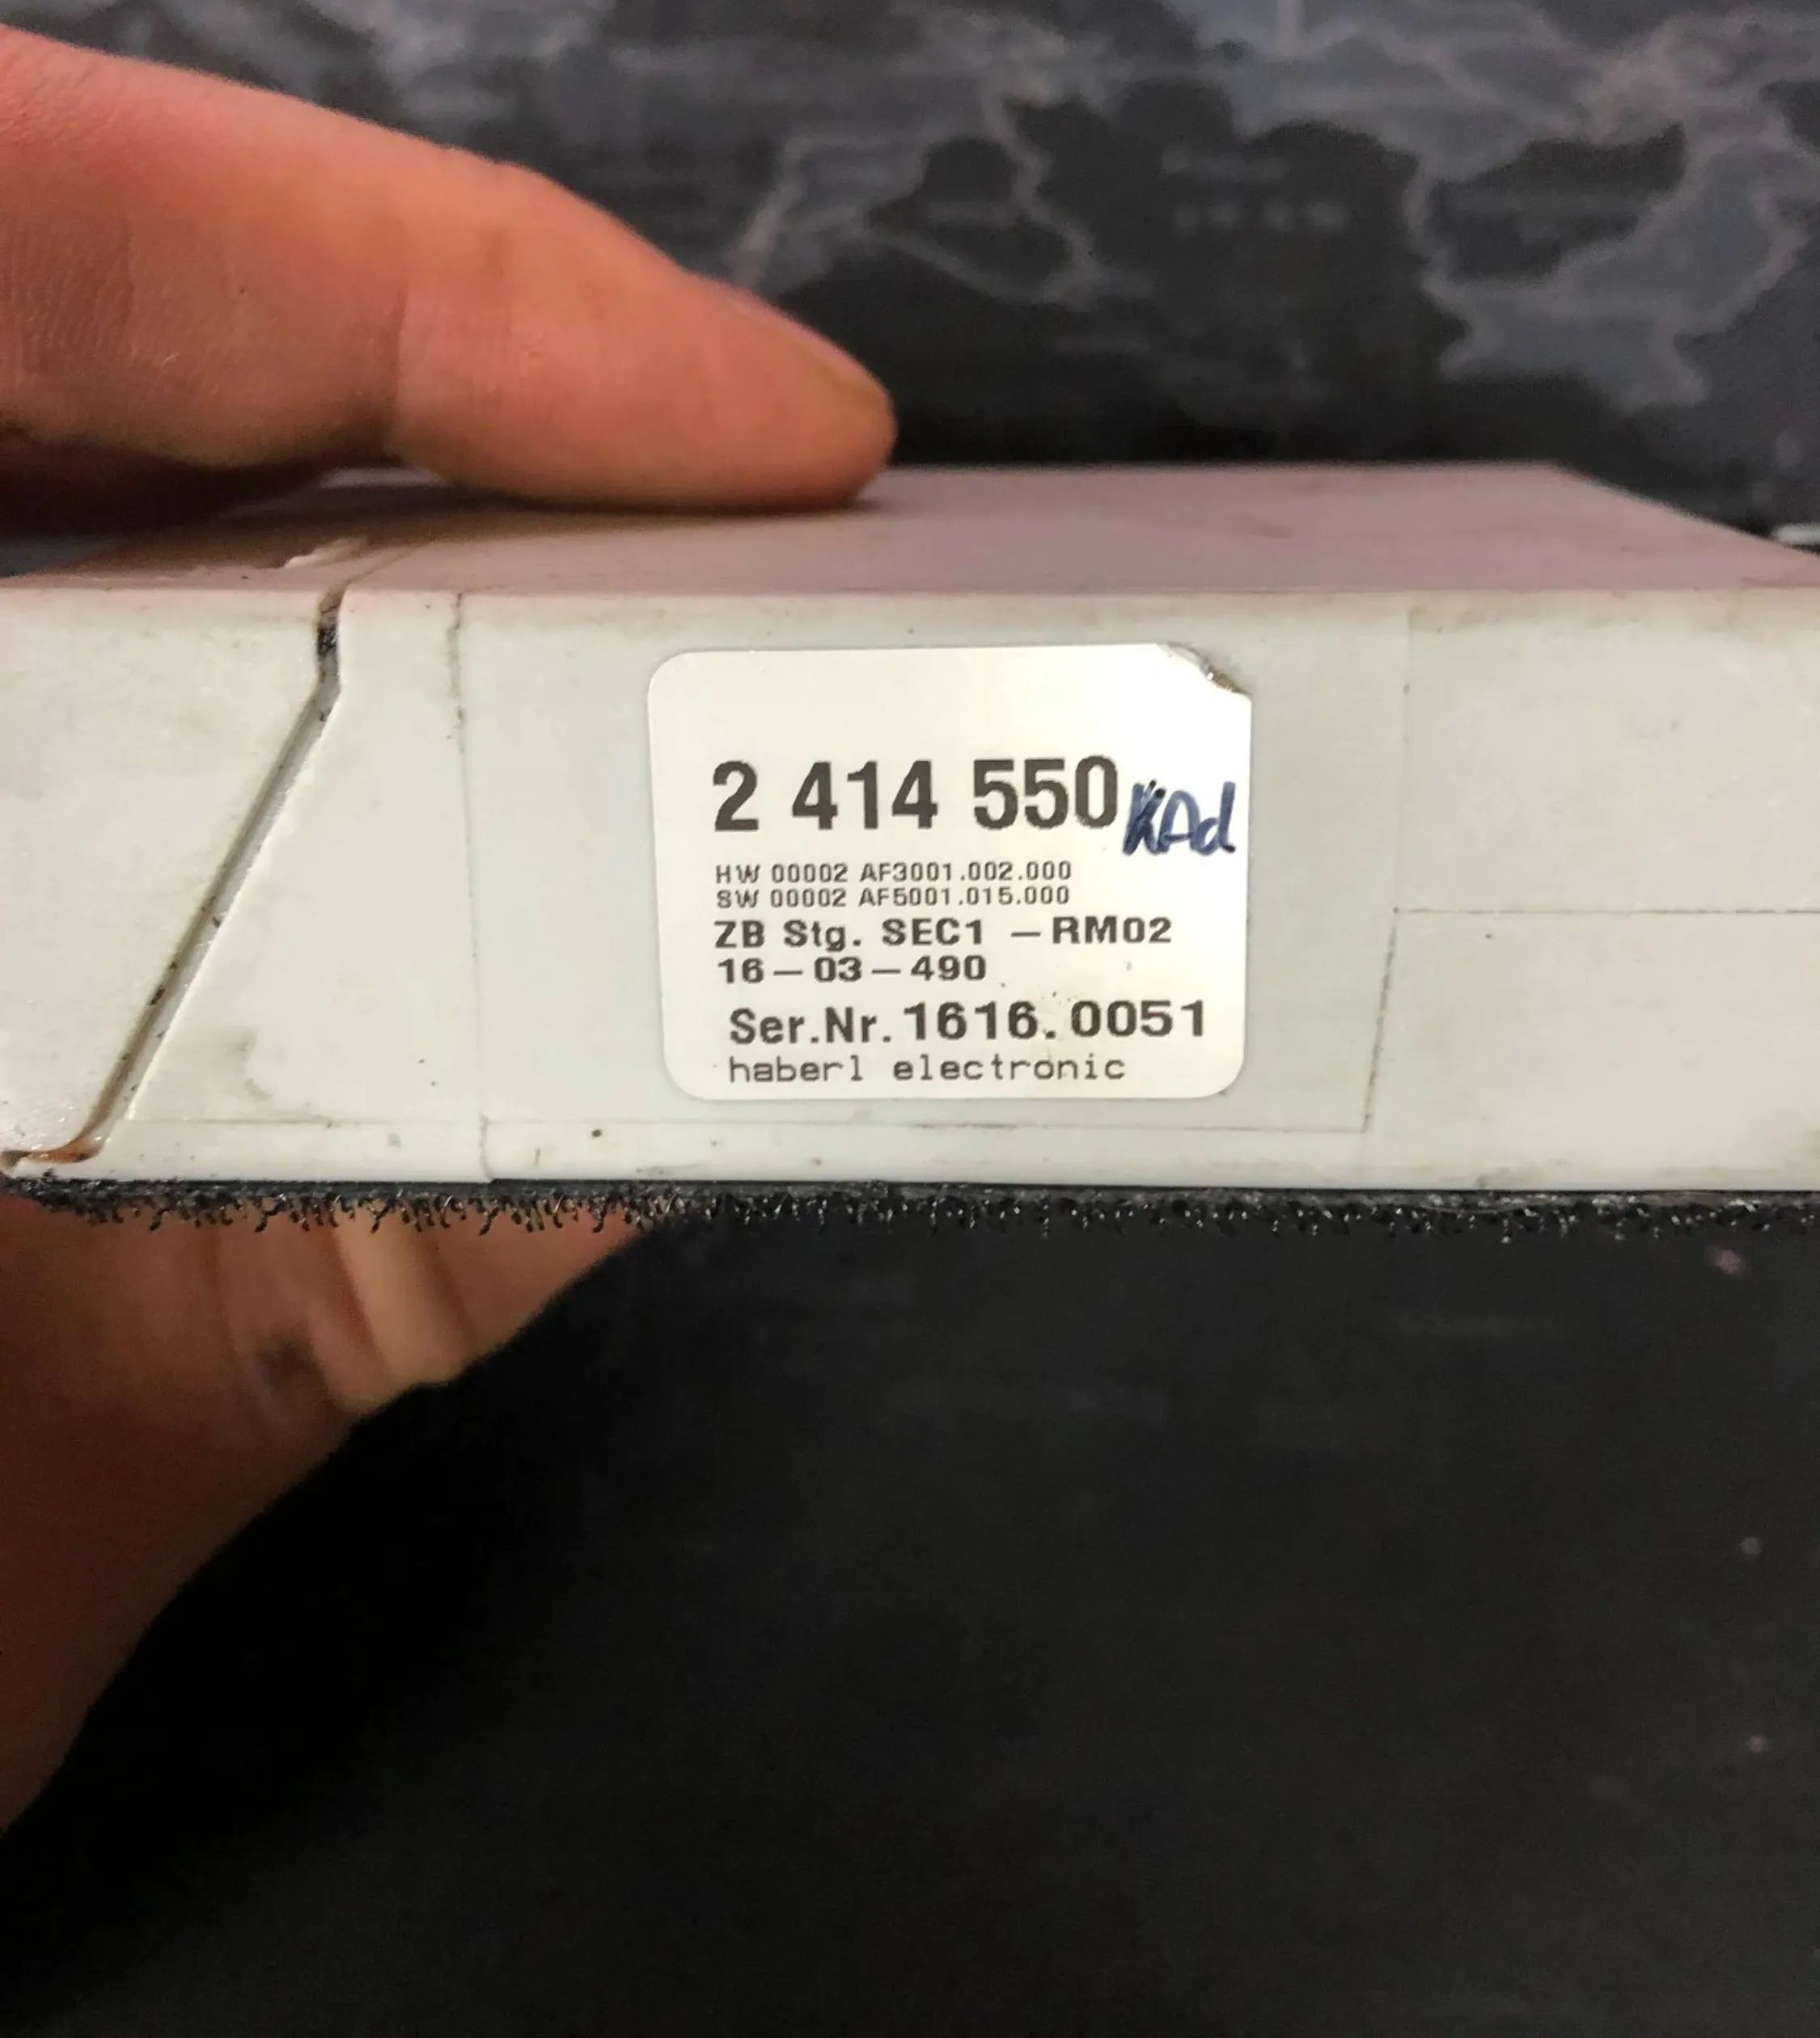 2 414 550 KAd
HW 00002 AF3001.002.000
SW 00002 AF5001.015.000
ZB Stg. SEC1 – RM02
16 – 03 – 490
Ser.Nr. 1616.0051
haberl electronic